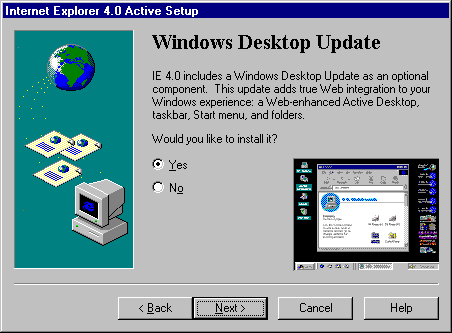 Internet Explorer 4.0 Active Setup
Windows Desktop Update
IE 4.0 includes a Windows Desktop Update as an optional
component.  This update adds true Web integration to your
Windows experience: a Web-enhanced Active Desktop,
taskbar, Start menu, and folders.
Would you like to install it?
Yes
No
< Back
Next >
Cancel
Help